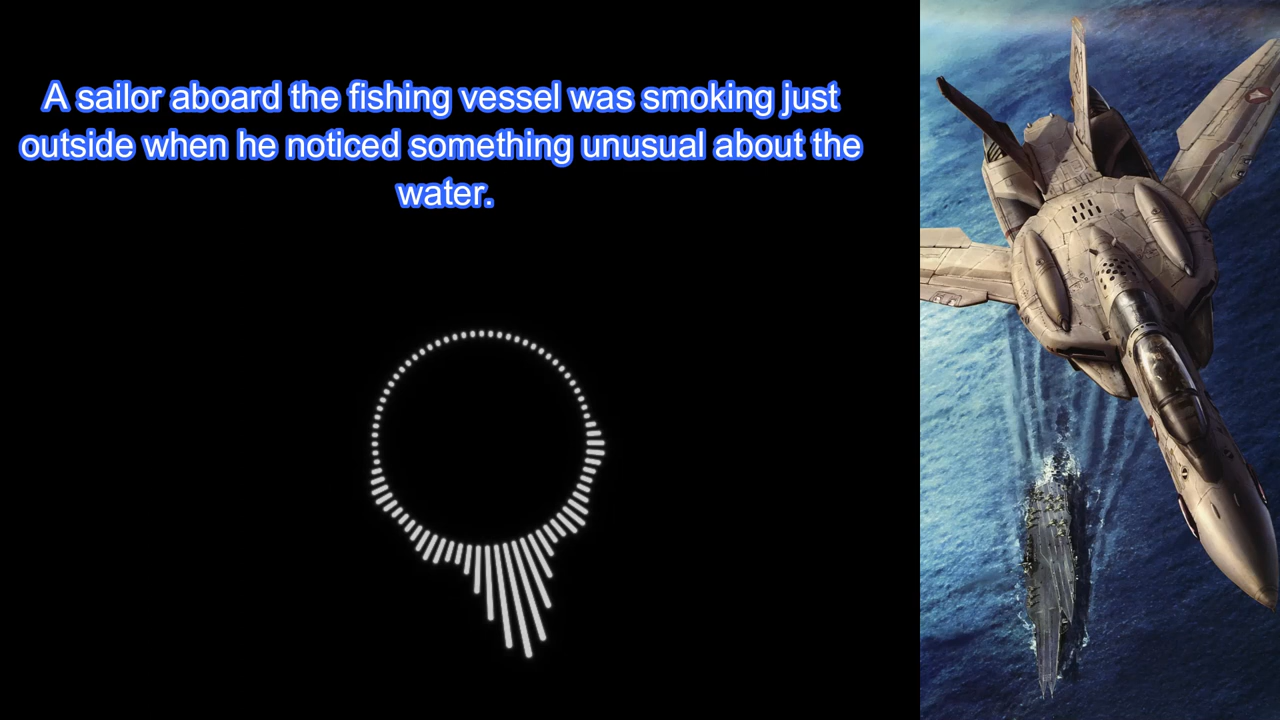 A sailor aboard the fishing vessel was smoking just
outside when he noticed something unusual about the
water.